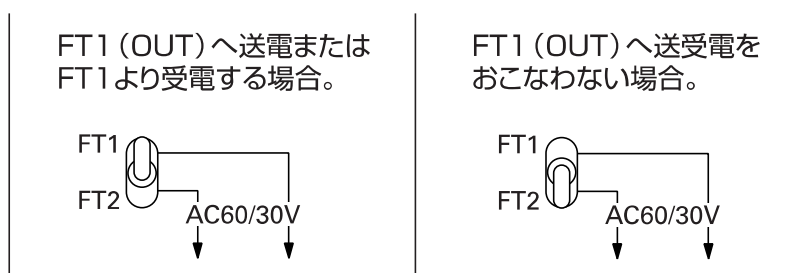 FT1（OUT）へ送電または
FT1より受電する場合。
FT1
FT2
AC60/30V
FT1（OUT）へ送受電を
おこなわない場合。
FT1
FT2
AC60/30V